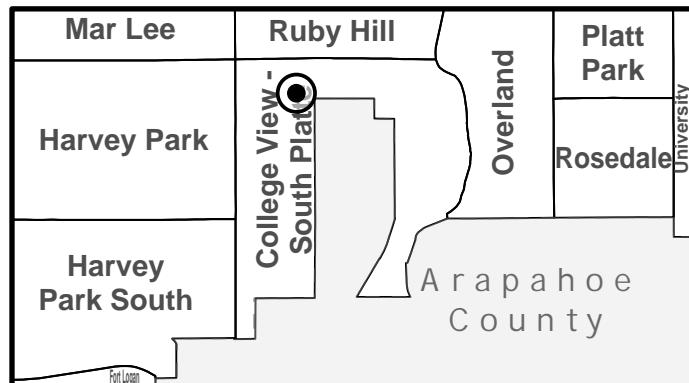 Mar Lee
Ruby Hill
Platt
Park
University
Overland
Harvey Park
College View -
South Platte
Rosedale
Harvey
Park South
Arapahoe
County
Fort Logan